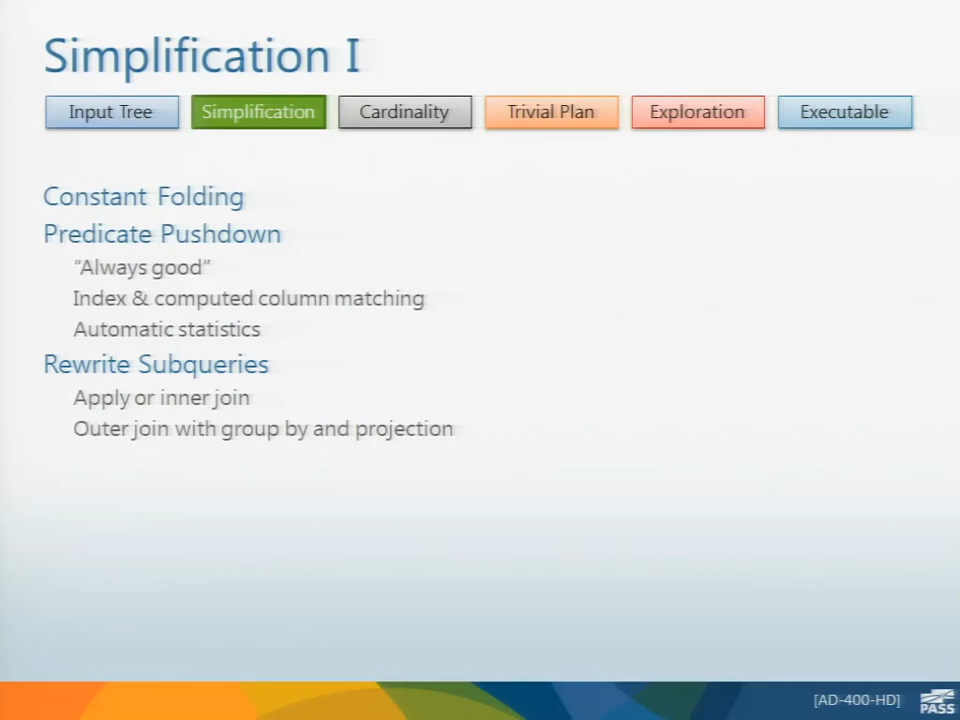 Simplification I
Input Tree
Simplification
Cardinality
Trivial Plan
Exploration
Executable
Constant Folding
Predicate Pushdown
“Always good”
Index & computed column matching
Automatic statistics
Rewrite Subqueries
Apply or inner join
Outer join with group by and projection
[AD-400-HD]
PASS